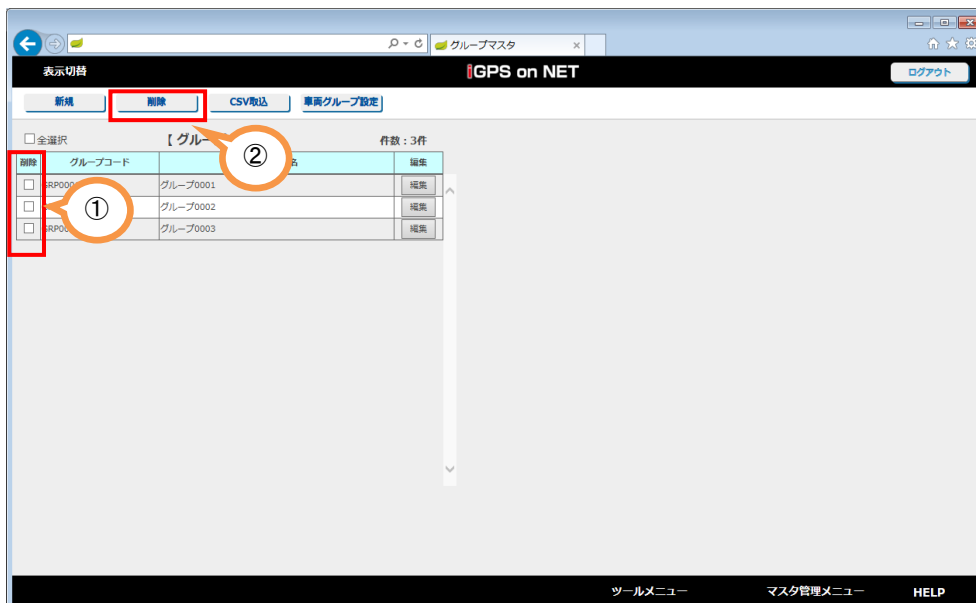 グループマスタ ×
表示切替 iGPS on NET ログアウト
新規 削除 CSV取込 車両グループ設定
全選択 【 グルー 件数：3件
②
削除 グループコード 名 編集
グループ0001 編集
① グループ0002 編集
グループ0003 編集
ツールメニュー マスタ管理メニュー HELP